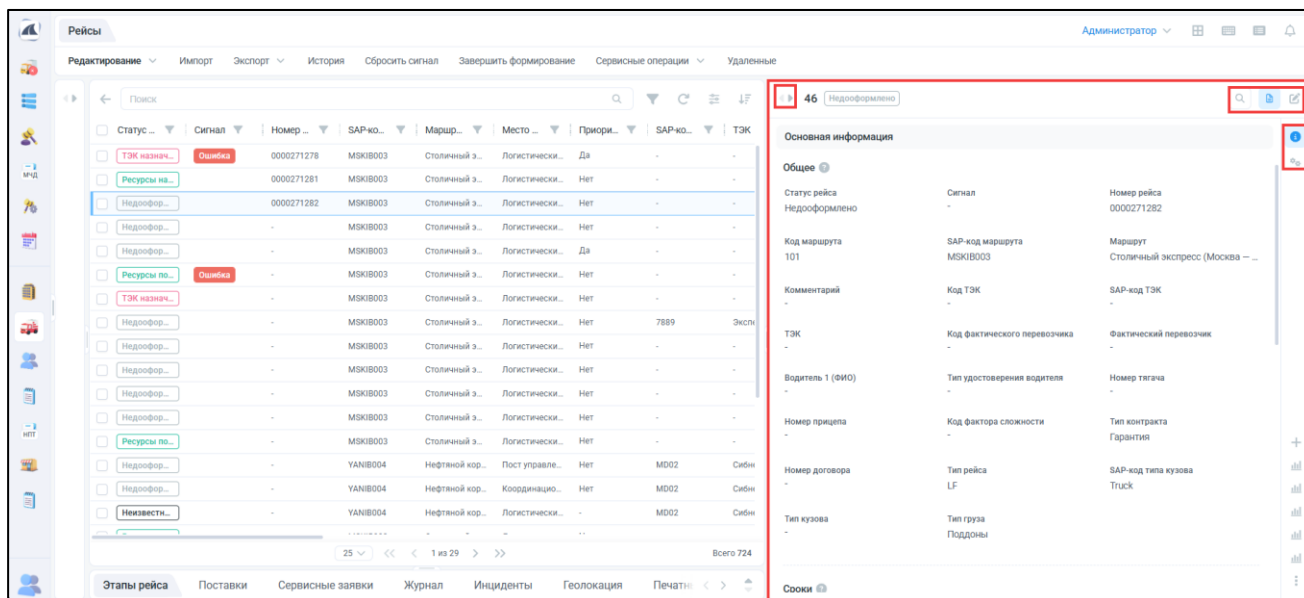 Рейсы
Администратор
Редактирование Импорт Экспорт История Сбросить сигнал Завершить формирование Сервисные операции Удаленные
Поиск
Статус ... Сигнал Номер ... SAP-ко... Маршр... Место ... Приори... SAP-ко... ТЭК
ТЭК назнач... Ошибка 0000271278 MSKIB003 Столичный э... Логистически... Да - -
Ресурсы на... 0000271281 MSKIB003 Столичный э... Логистически... Нет - -
Недоофор... 0000271282 MSKIB003 Столичный э... Логистически... Нет - -
Недоофор... - MSKIB003 Столичный э... Логистически... Нет - -
Недоофор... - MSKIB003 Столичный э... Логистически... Да - -
Ресурсы по... Ошибка - MSKIB003 Столичный э... Логистически... Нет - -
ТЭК назнач... - MSKIB003 Столичный э... Логистически... Нет - -
Недоофор... - MSKIB003 Столичный э... Логистически... Нет 7889 Экспе
Недоофор... - MSKIB003 Столичный э... Логистически... Нет - -
Недоофор... - MSKIB003 Столичный э... Логистически... Нет - -
Недоофор... - MSKIB003 Столичный э... Логистически... Нет - -
Ресурсы по... - MSKIB003 Столичный э... Логистически... Нет - -
Недоофор... - YANIB004 Нефтяной кор... Пост управле... Нет MD02 Сибн
Недоофор... - YANIB004 Нефтяной кор... Координацио... Нет MD02 Сибн
Неизвестн... - YANIB004 Нефтяной кор... Логистически... - MD02 Сибн
25 1 из 29 Всего 724
Этапы рейса Поставки Сервисные заявки Журнал Инциденты Геолокация Печатн
МЧД
НПТ
46 Недооформлено
Основная информация
Общее
Статус рейса Сигнал Номер рейса
Недооформлено - 0000271282
Код маршрута SAP-код маршрута Маршрут
101 MSKIB003 Столичный экспресс (Москва — ...
Комментарий Код ТЭК SAP-код ТЭК
- - -
ТЭК Код фактического перевозчика Фактический перевозчик
- - -
Водитель 1 (ФИО) Тип удостоверения водителя Номер тягача
- - -
Номер прицепа Код фактора сложности Тип контракта
- - Гарантия
Номер договора Тип рейса SAP-код типа кузова
- LF Truck
Тип кузова Тип груза
- Поддоны
Сроки